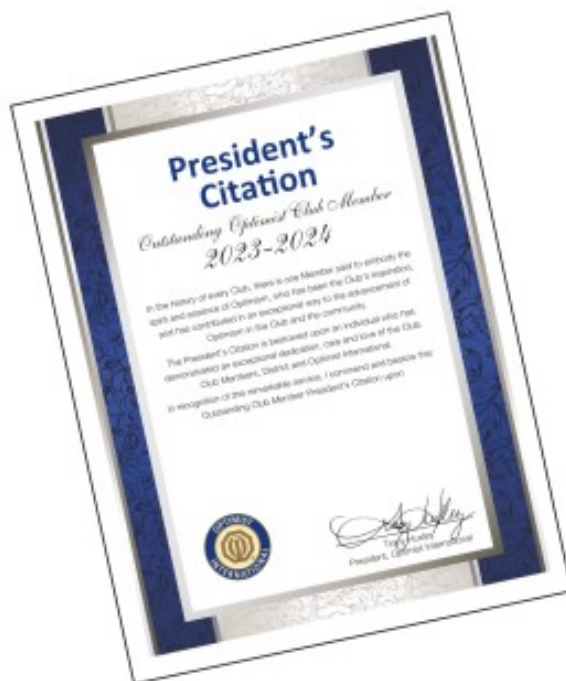 President's
Citation
Outstanding Optimist Club Member
2023-2024
In the history of every Club, there is one Member said to embody the
spirit and essence of Optimism, who has been the Club's inspiration,
and has contributed in an exceptional way to the advancement of
Optimism in the Club and the community.
The President's Citation is bestowed upon an individual who has
demonstrated an exceptional dedication, care and love of the Club,
Club Members, District and Optimist International.
In recognition of this remarkable service, I commend and bestow this
Outstanding Club Member President's Citation upon
OPTIMIST
INTERNATIONAL
Tracy Huxley
President, Optimist International